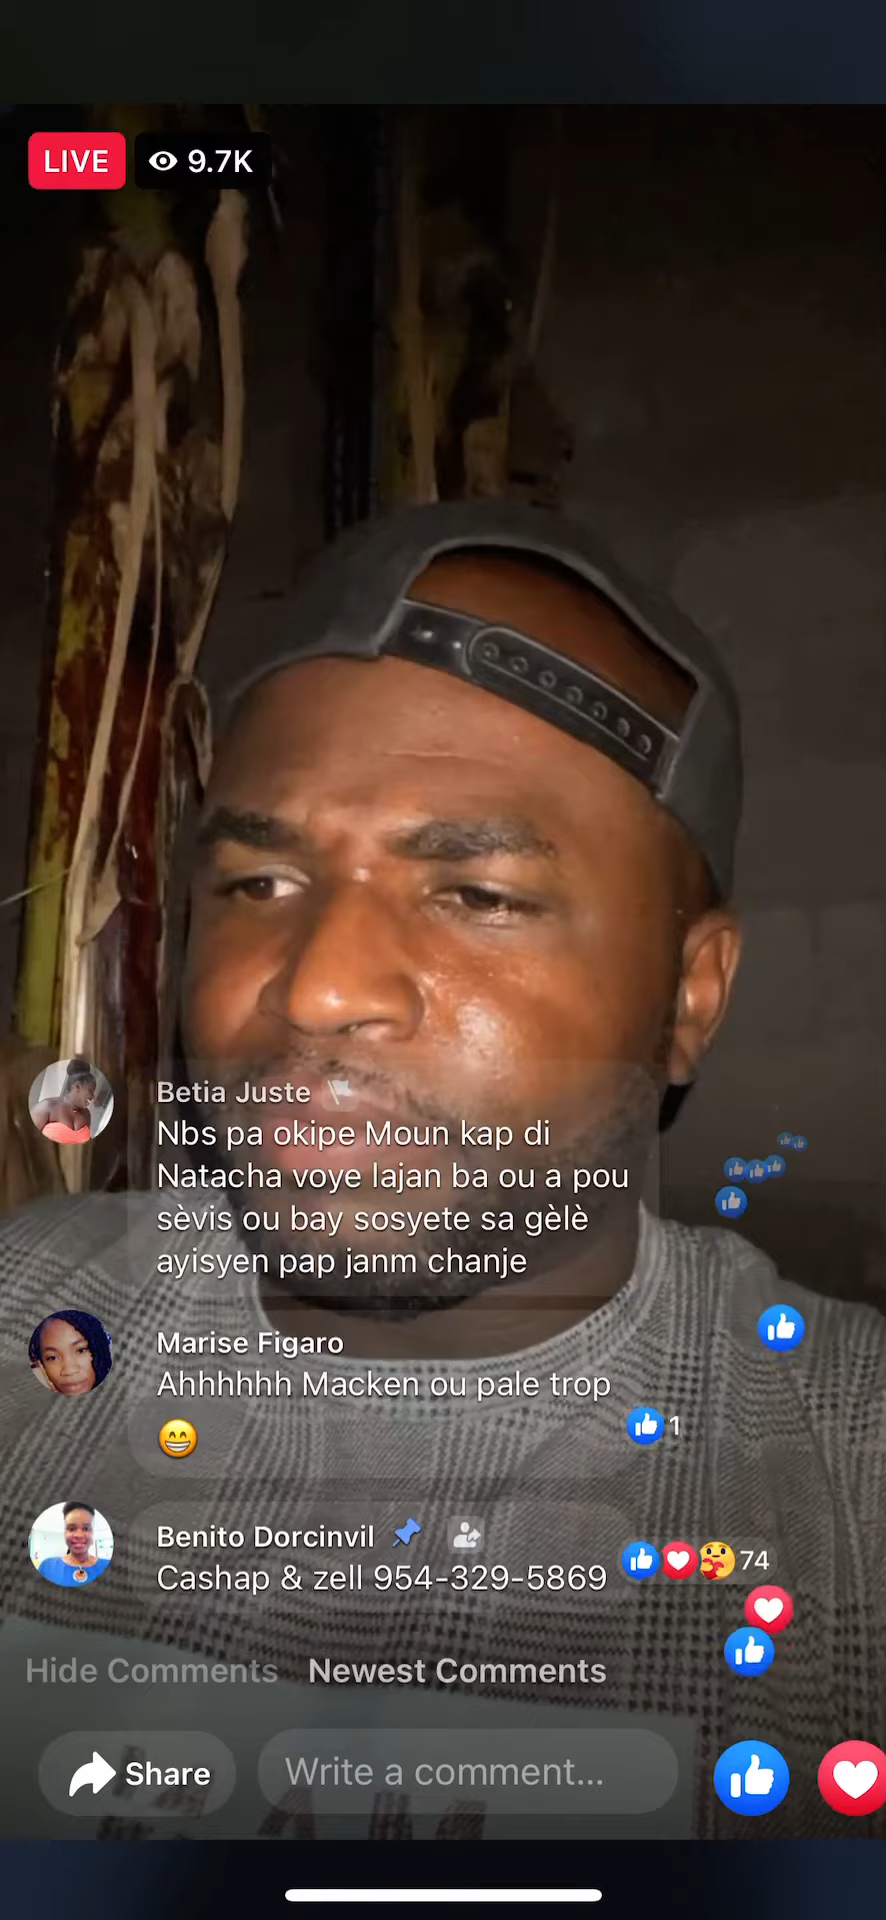 LIVE 9.7K
Betia Juste
Nbs pa okipe Moun kap di
Natacha voye lajan ba ou a pou
sèvis ou bay sosyete sa gèlè
ayisyen pap janm chanje
Marise Figaro
Ahhhhhh Macken ou pale trop
😁
1
Benito Dorcinvil
Cashap & zell 954-329-5869
74
Hide Comments Newest Comments
Share Write a comment...